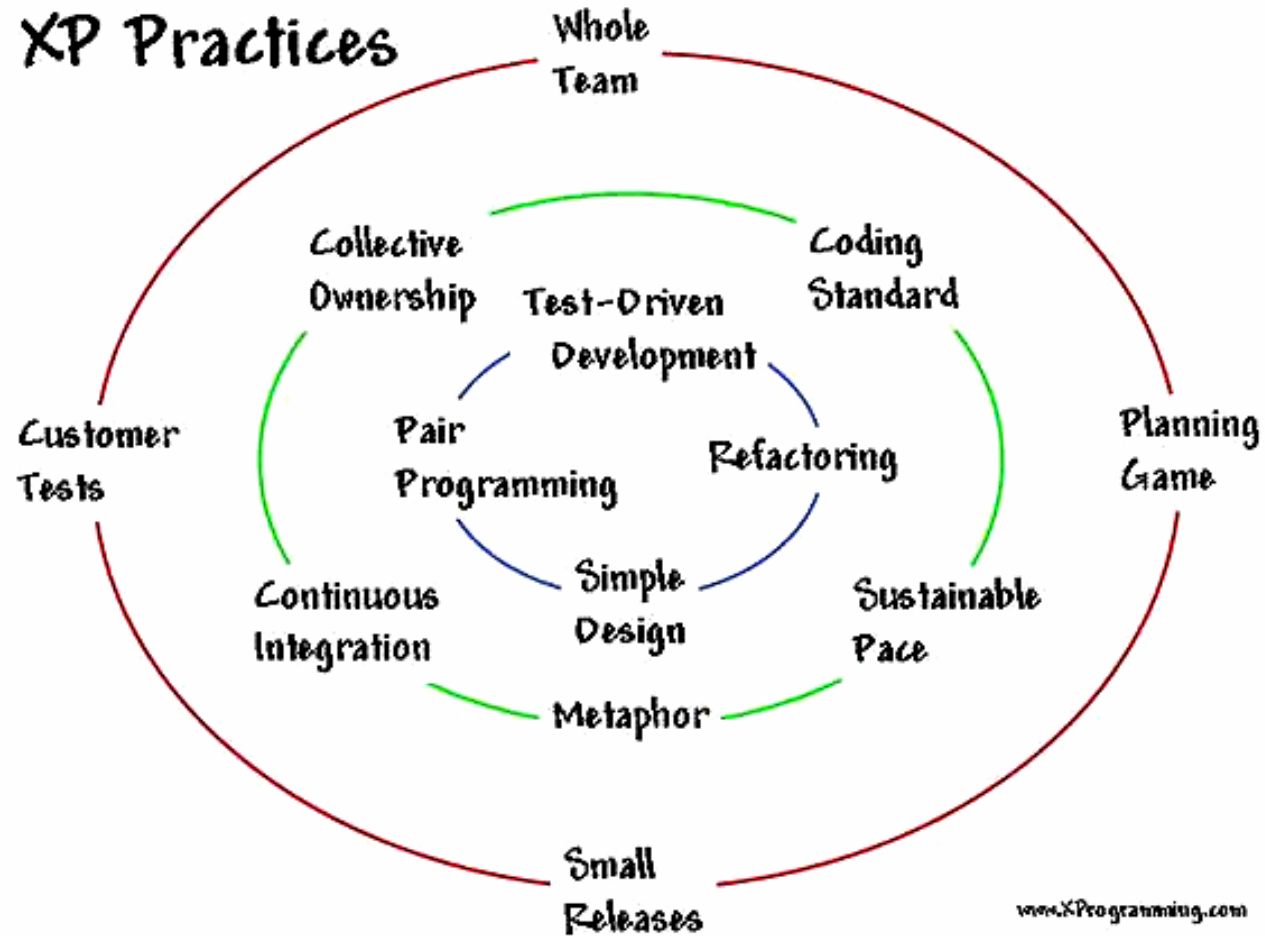 XP Practices
Whole
Team
Collective
Ownership
Coding
Standard
Test-Driven
Development
Customer
Tests
Pair
Programming
Refactoring
Planning
Game
Continuous
Integration
Simple
Design
Sustainable
Pace
Metaphor
Small
Releases
www.XProgramming.com